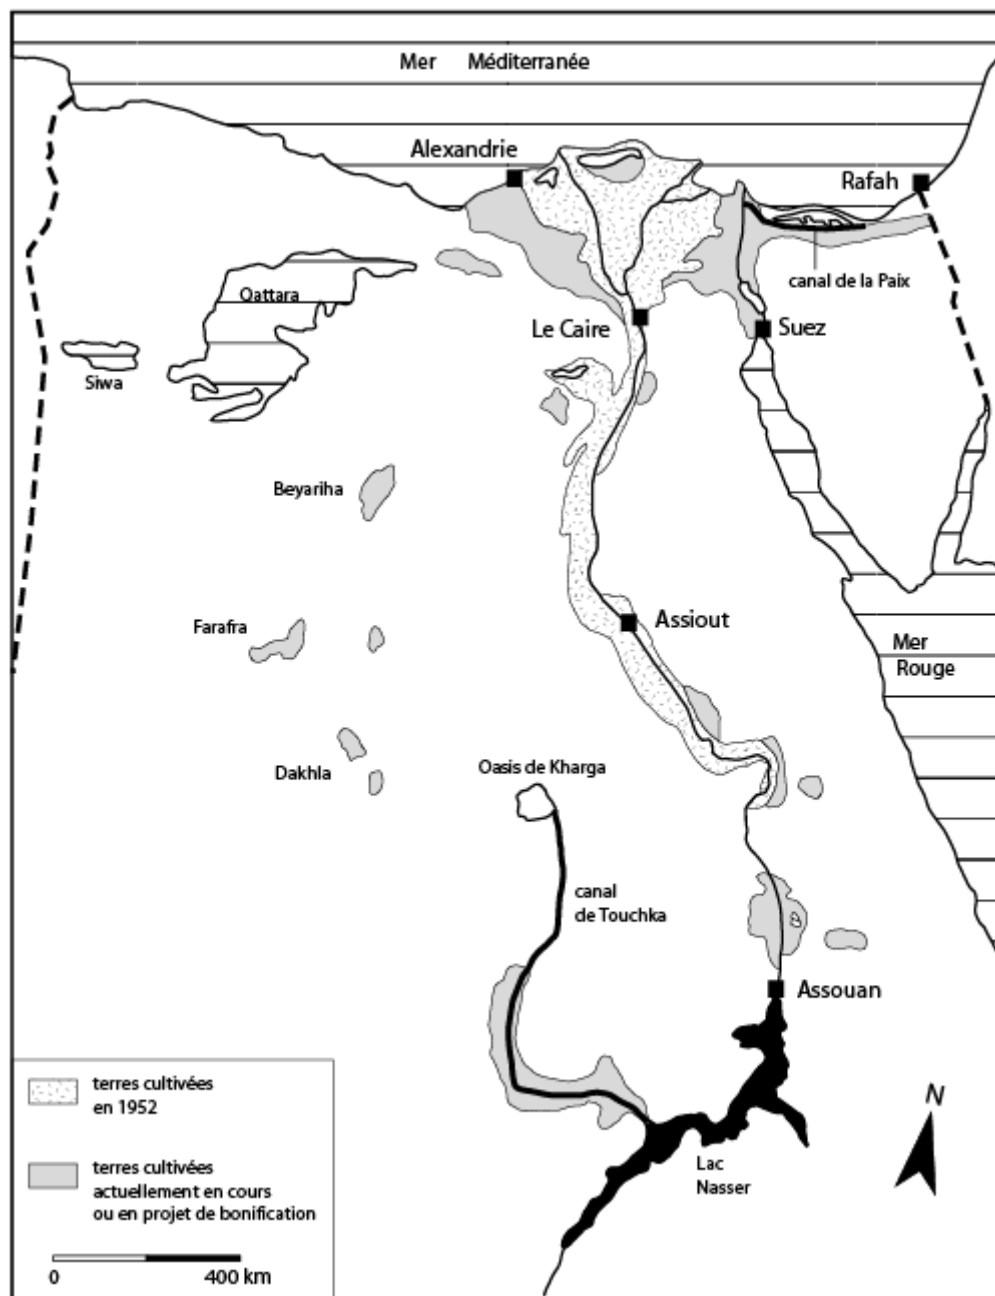 Mer Méditerranée
Alexandrie
Rafah
canal de la Paix
Qattara
Le Caire
Suez
Siwa
Beyariha
Assiout
Farafra
Mer
Rouge
Oasis de Kharga
Dakhla
canal
de Touchka
Assouan
terres cultivées
en 1952
N
Lac
Nasser
terres cultivées
actuellement en cours
ou en projet de bonification
0 400 km